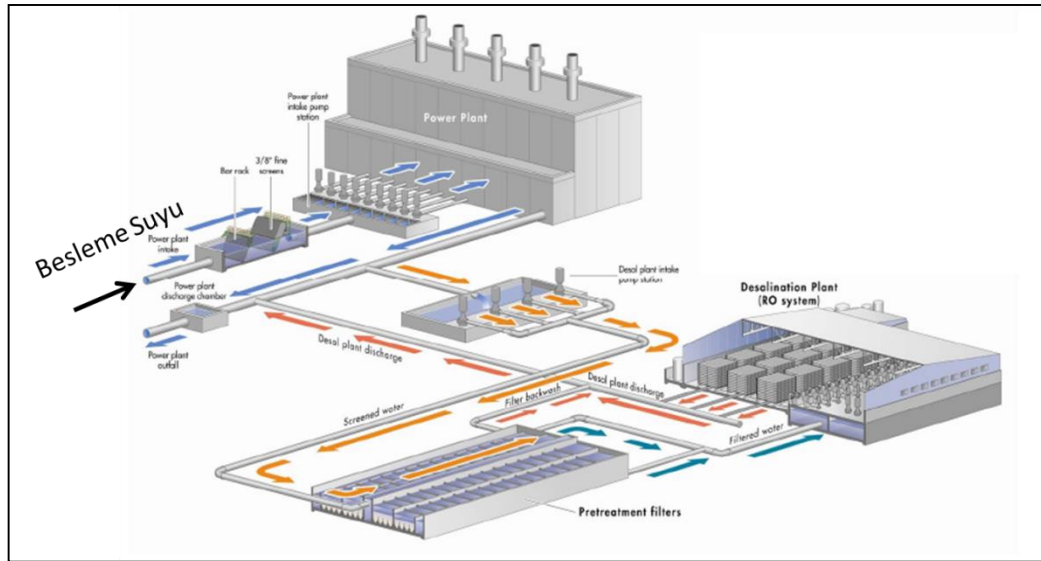 Power plant
intake pump
station
Power Plant
3/8" fine
screens
Bar rack
Besleme Suyu
Power plant
intake
Power plant
discharge chamber
Desal plant intake
pump station
Desalination Plant
(RO system)
Power plant
outfall
Desal plant discharge
Desal plant discharge
Filter backwash
Screened water
Filtered water
Pretreatment filters